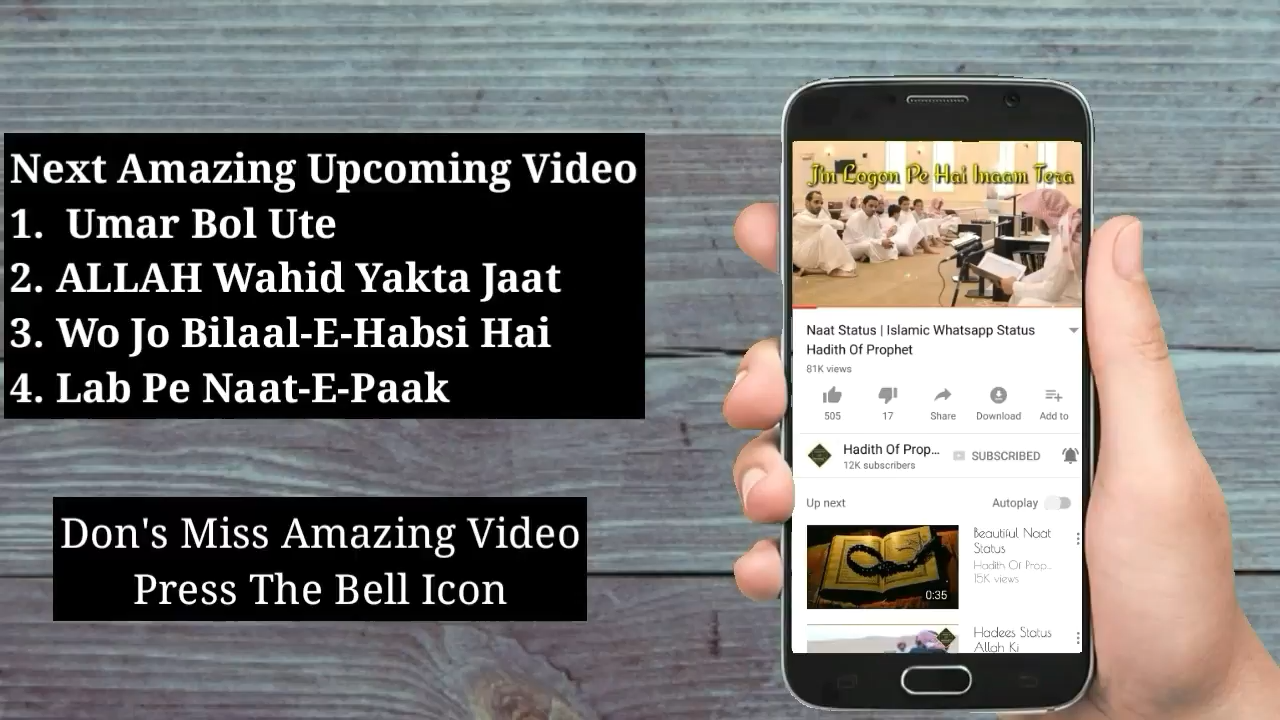 Next Amazing Upcoming Video
1. Umar Bol Ute
2. ALLAH Wahid Yakta Jaat
3. Wo Jo Bilaal-E-Habsi Hai
4. Lab Pe Naat-E-Paak
Don's Miss Amazing Video
Press The Bell Icon
Jin Logon Pe Hai Inaam Tera
Naat Status | Islamic Whatsapp Status
Hadith Of Prophet
81K views
505 17 Share Download Add to
Hadith Of Prop... SUBSCRIBED
12K subscribers
Up next Autoplay
Beautiful Naat
Status
Hadith Of Prop...
15K views
0:35
Hadees Status
Allah Ki